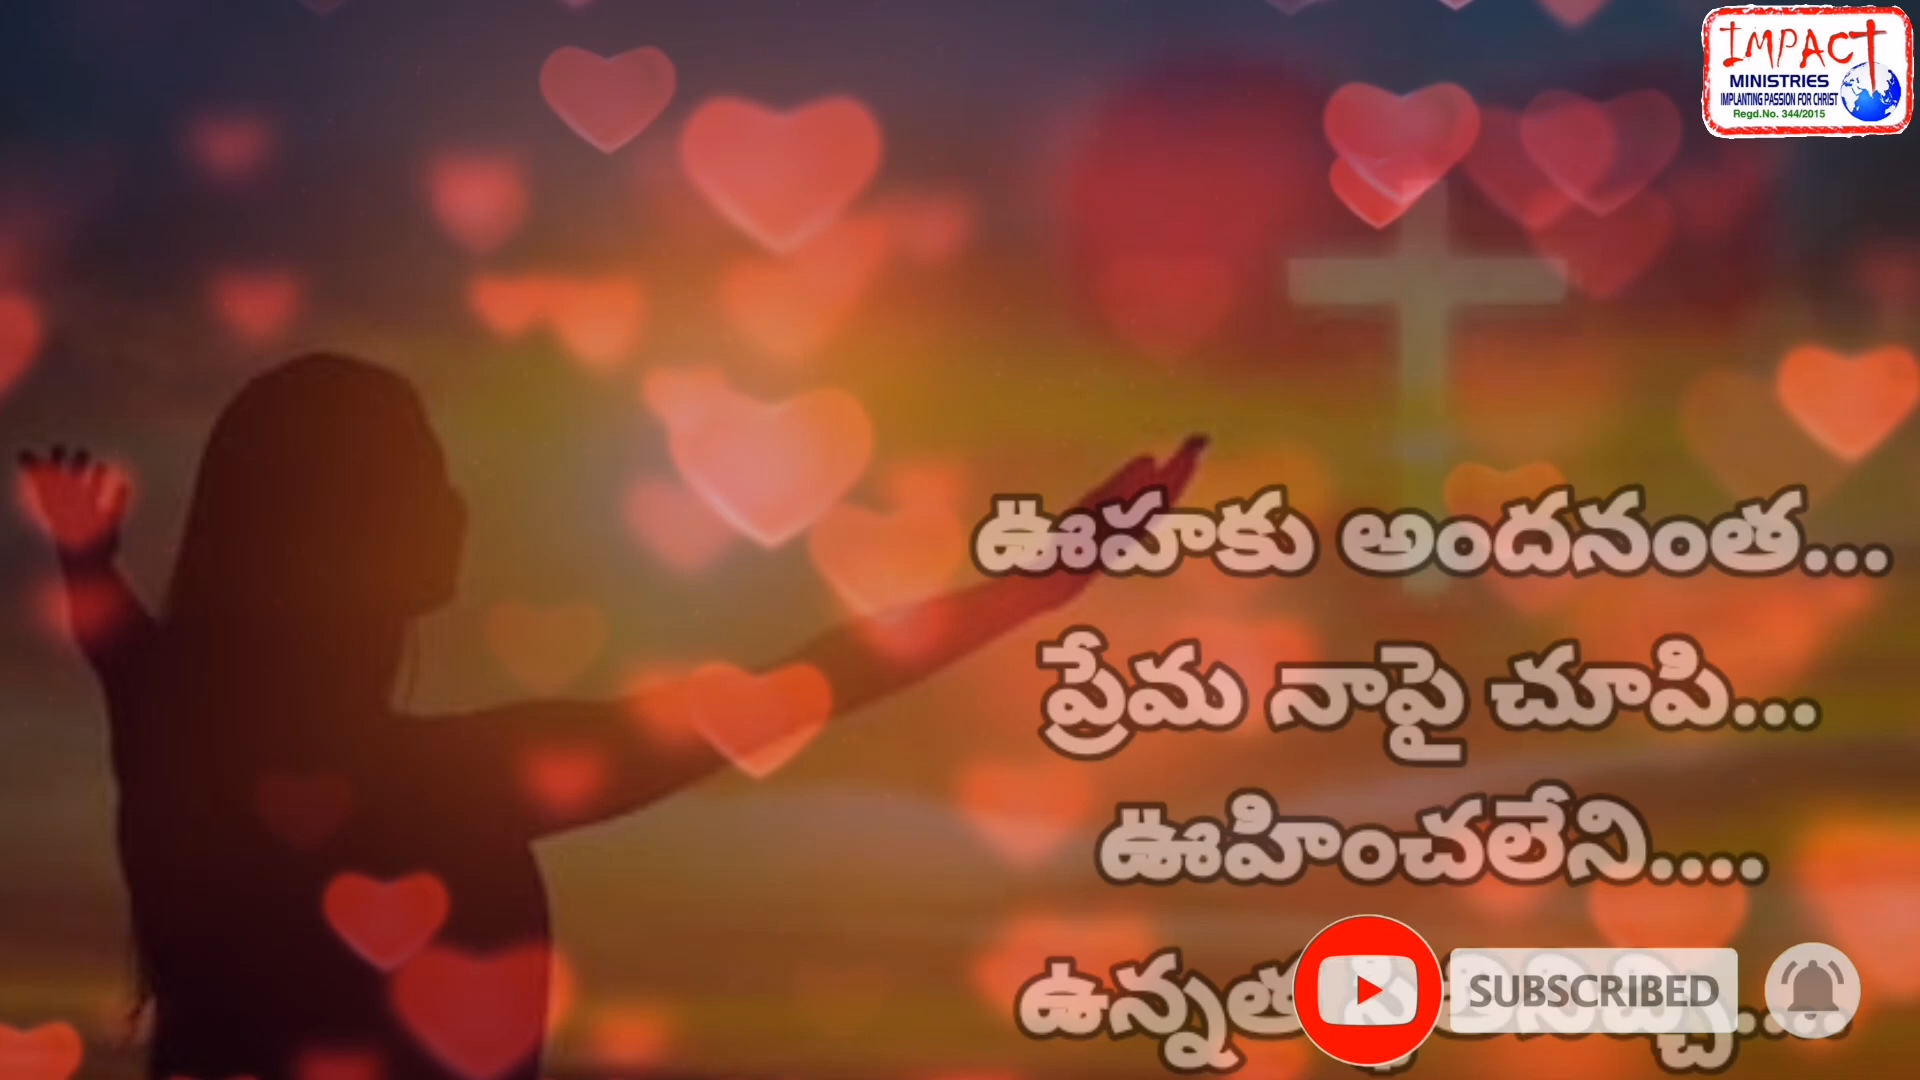 IMPACT
MINISTRIES
IMPLANTING PASSION FOR CHRIST
Regd.No. 344/2015
ఊహకు అందనంత...
ప్రేమ నాపై చూపి...
ఊహించలేని....
ఉన్నత
SUBSCRIBED